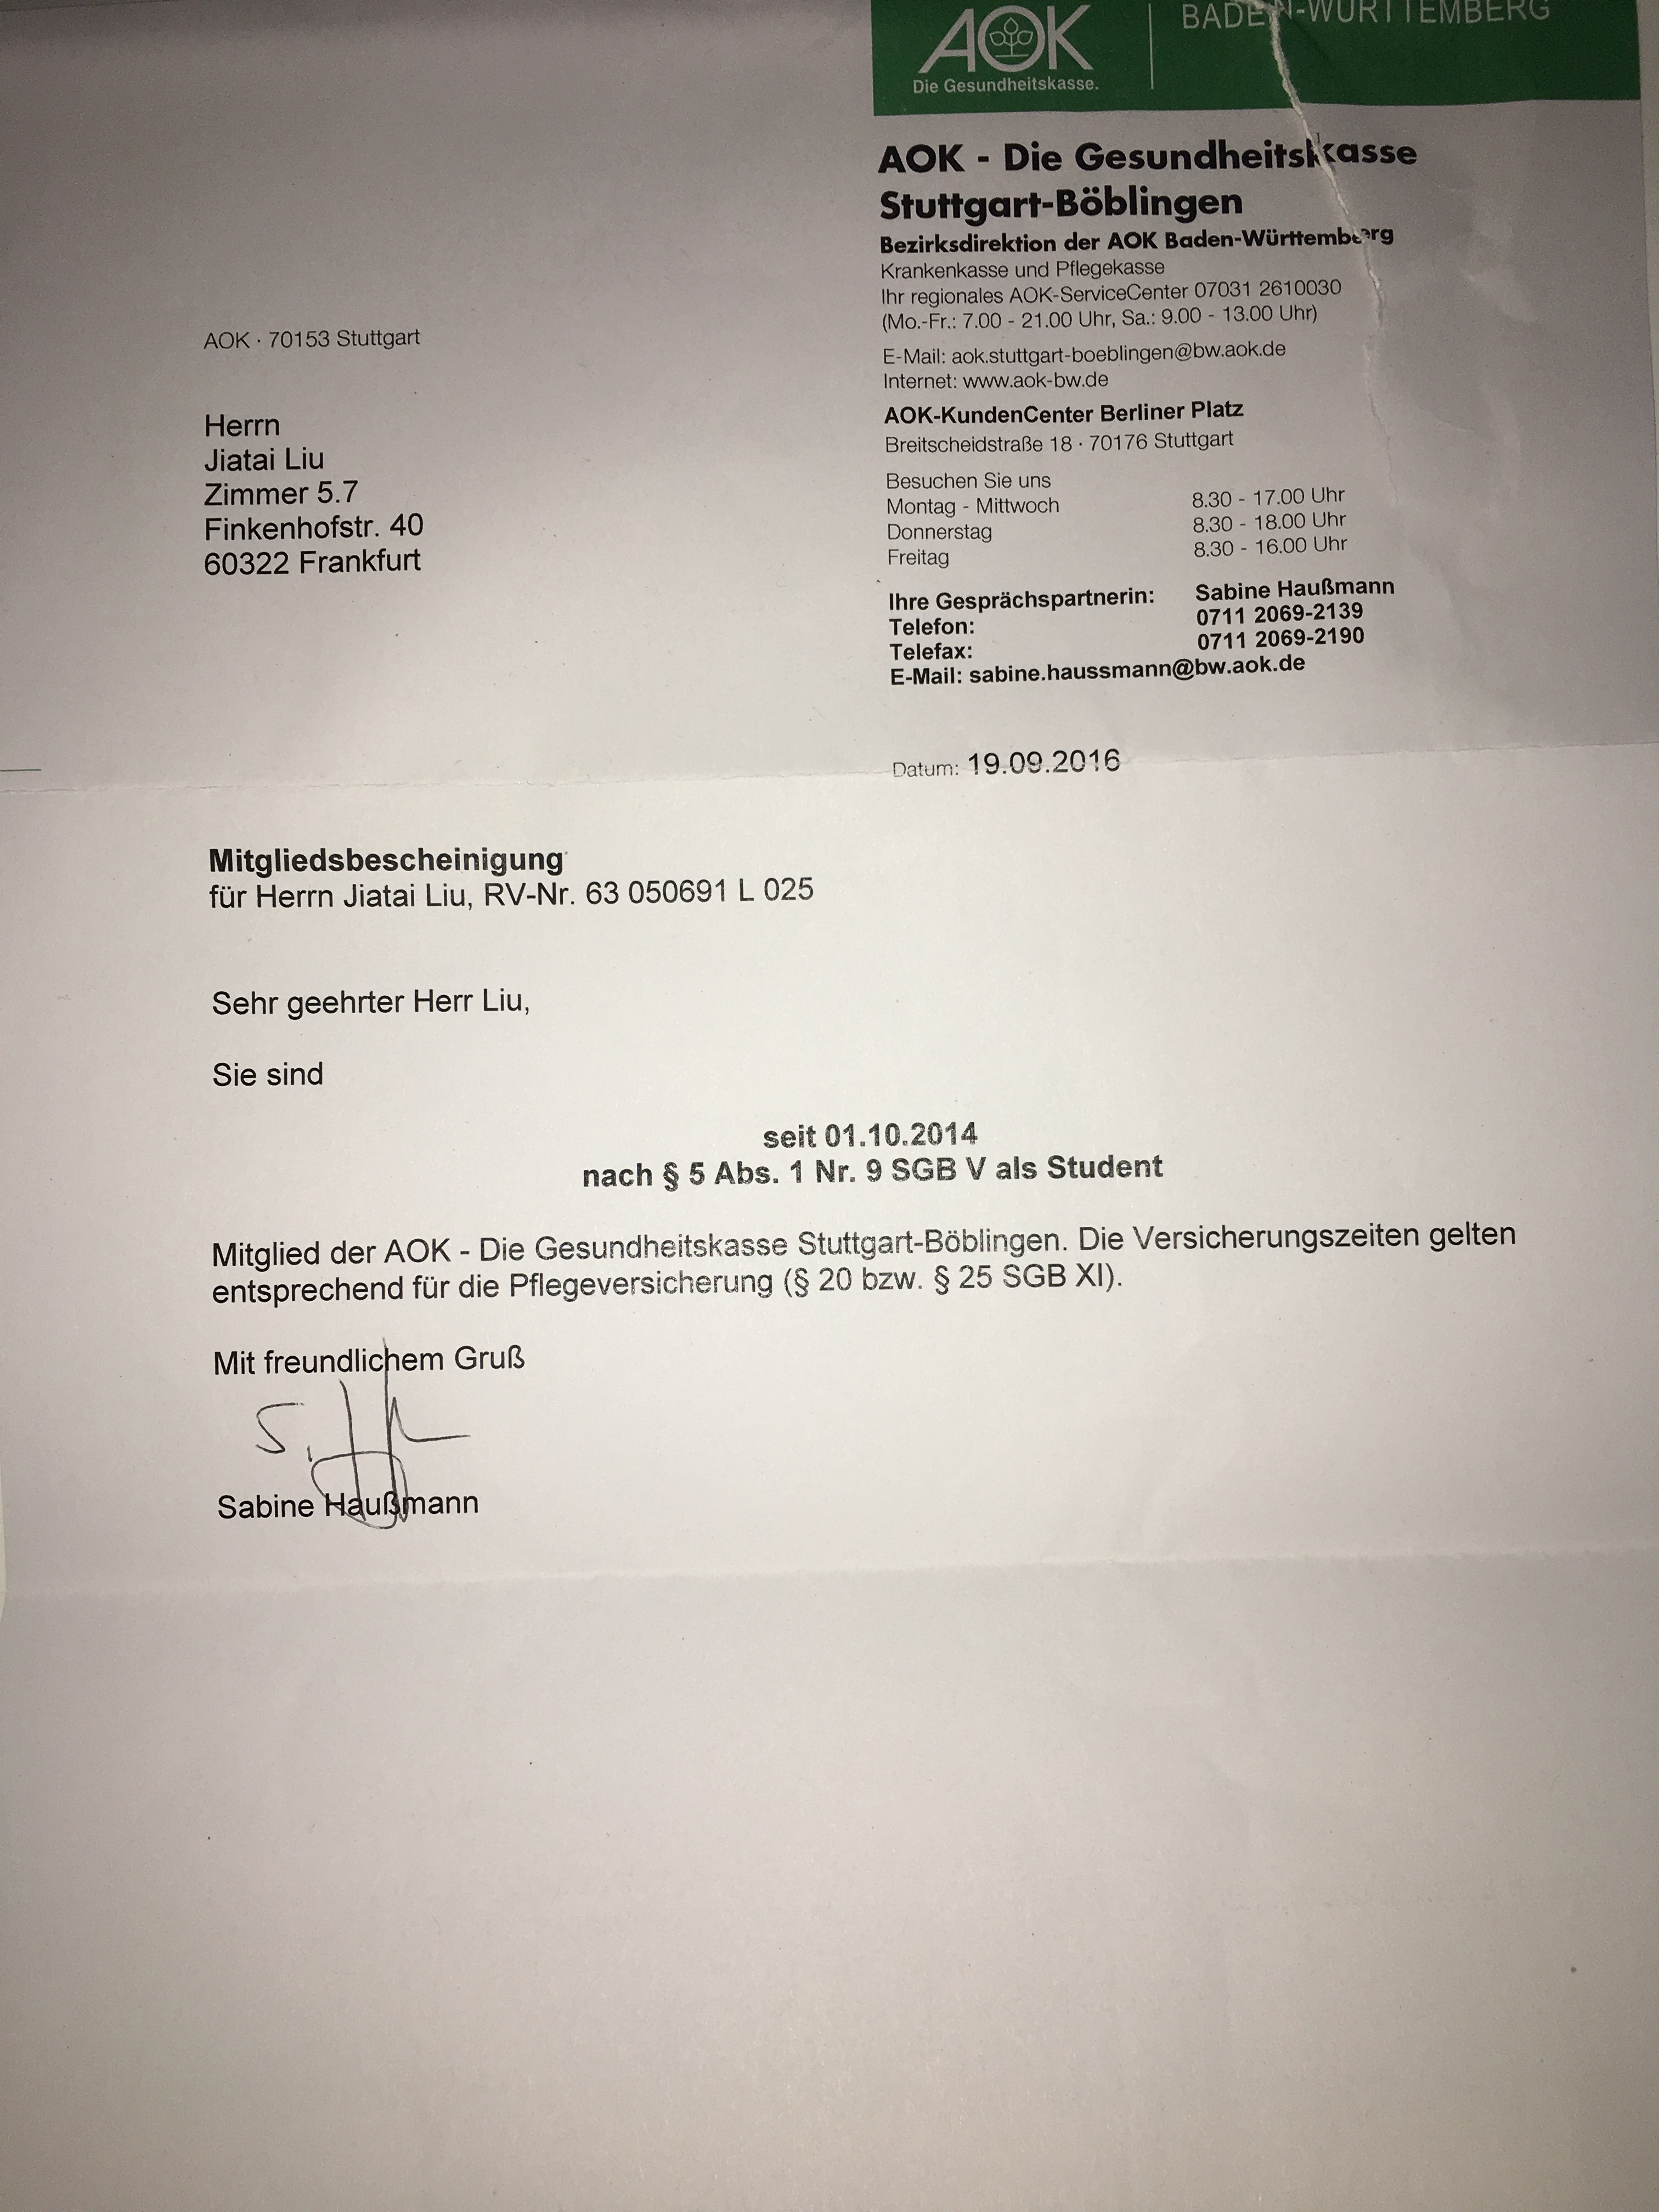 AOK
Die Gesundheitskasse.
BADEN-WÜRTTEMBERG
AOK - Die Gesundheitskasse
Stuttgart-Böblingen
Bezirksdirektion der AOK Baden-Württemberg
Krankenkasse und Pflegekasse
Ihr regionales AOK-ServiceCenter 07031 2610030
(Mo.-Fr.: 7.00 - 21.00 Uhr, Sa.: 9.00 - 13.00 Uhr)
E-Mail: aok.stuttgart-boeblingen@bw.aok.de
Internet: www.aok-bw.de
AOK-KundenCenter Berliner Platz
Breitscheidstraße 18 · 70176 Stuttgart
Besuchen Sie uns
Montag - Mittwoch 8.30 - 17.00 Uhr
Donnerstag 8.30 - 18.00 Uhr
Freitag 8.30 - 16.00 Uhr
Ihre Gesprächspartnerin: Sabine Haußmann
Telefon: 0711 2069-2139
Telefax: 0711 2069-2190
E-Mail: sabine.haussmann@bw.aok.de
AOK · 70153 Stuttgart
Herrn
Jiatai Liu
Zimmer 5.7
Finkenhofstr. 40
60322 Frankfurt
Datum: 19.09.2016
Mitgliedsbescheinigung
für Herrn Jiatai Liu, RV-Nr. 63 050691 L 025
Sehr geehrter Herr Liu,
Sie sind
seit 01.10.2014
nach § 5 Abs. 1 Nr. 9 SGB V als Student
Mitglied der AOK - Die Gesundheitskasse Stuttgart-Böblingen. Die Versicherungszeiten gelten
entsprechend für die Pflegeversicherung (§ 20 bzw. § 25 SGB XI).
Mit freundlichem Gruß
Sabine Haußmann